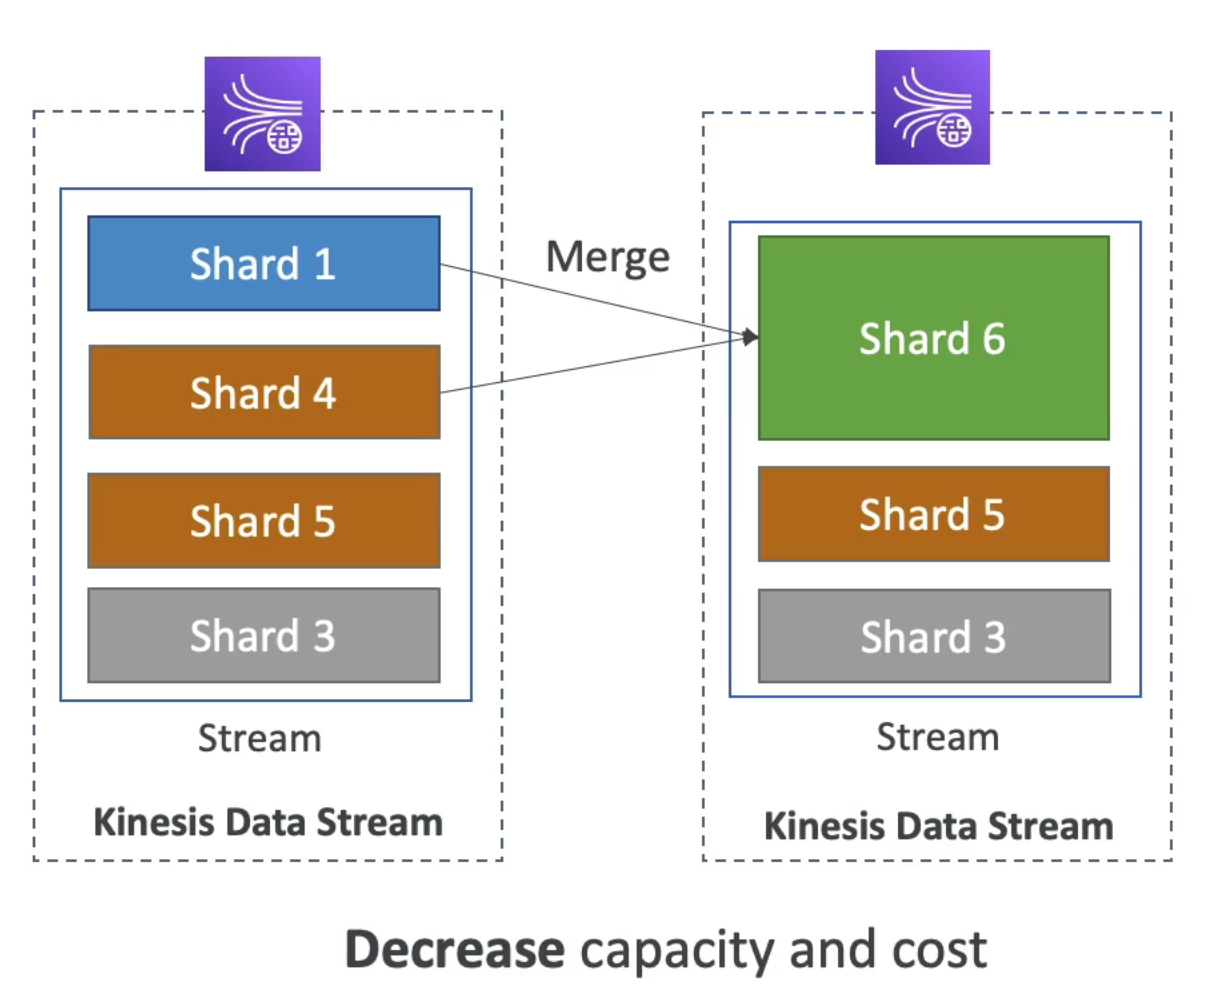 Shard 1
Shard 4
Shard 5
Shard 3
Stream
Kinesis Data Stream
Merge
Shard 6
Shard 5
Shard 3
Stream
Kinesis Data Stream
Decrease capacity and cost